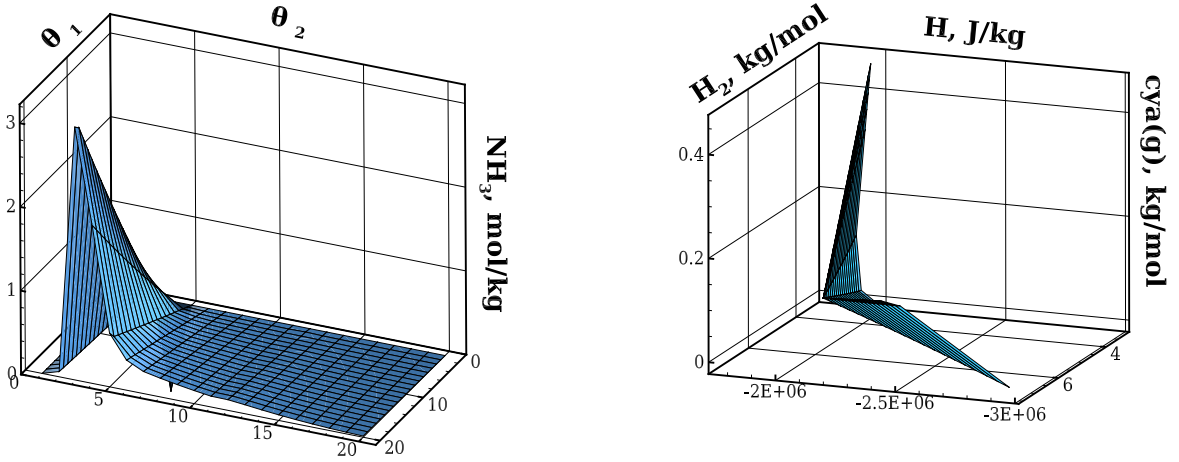 θ 1
θ 2
3
2
1
0
0
5
10
15
20
0
10
20
NH3, mol/kg
H2, kg/mol
H, J/kg
cya(g), kg/mol
0.4
0.2
0
-2E+06
-2.5E+06
-3E+06
4
6